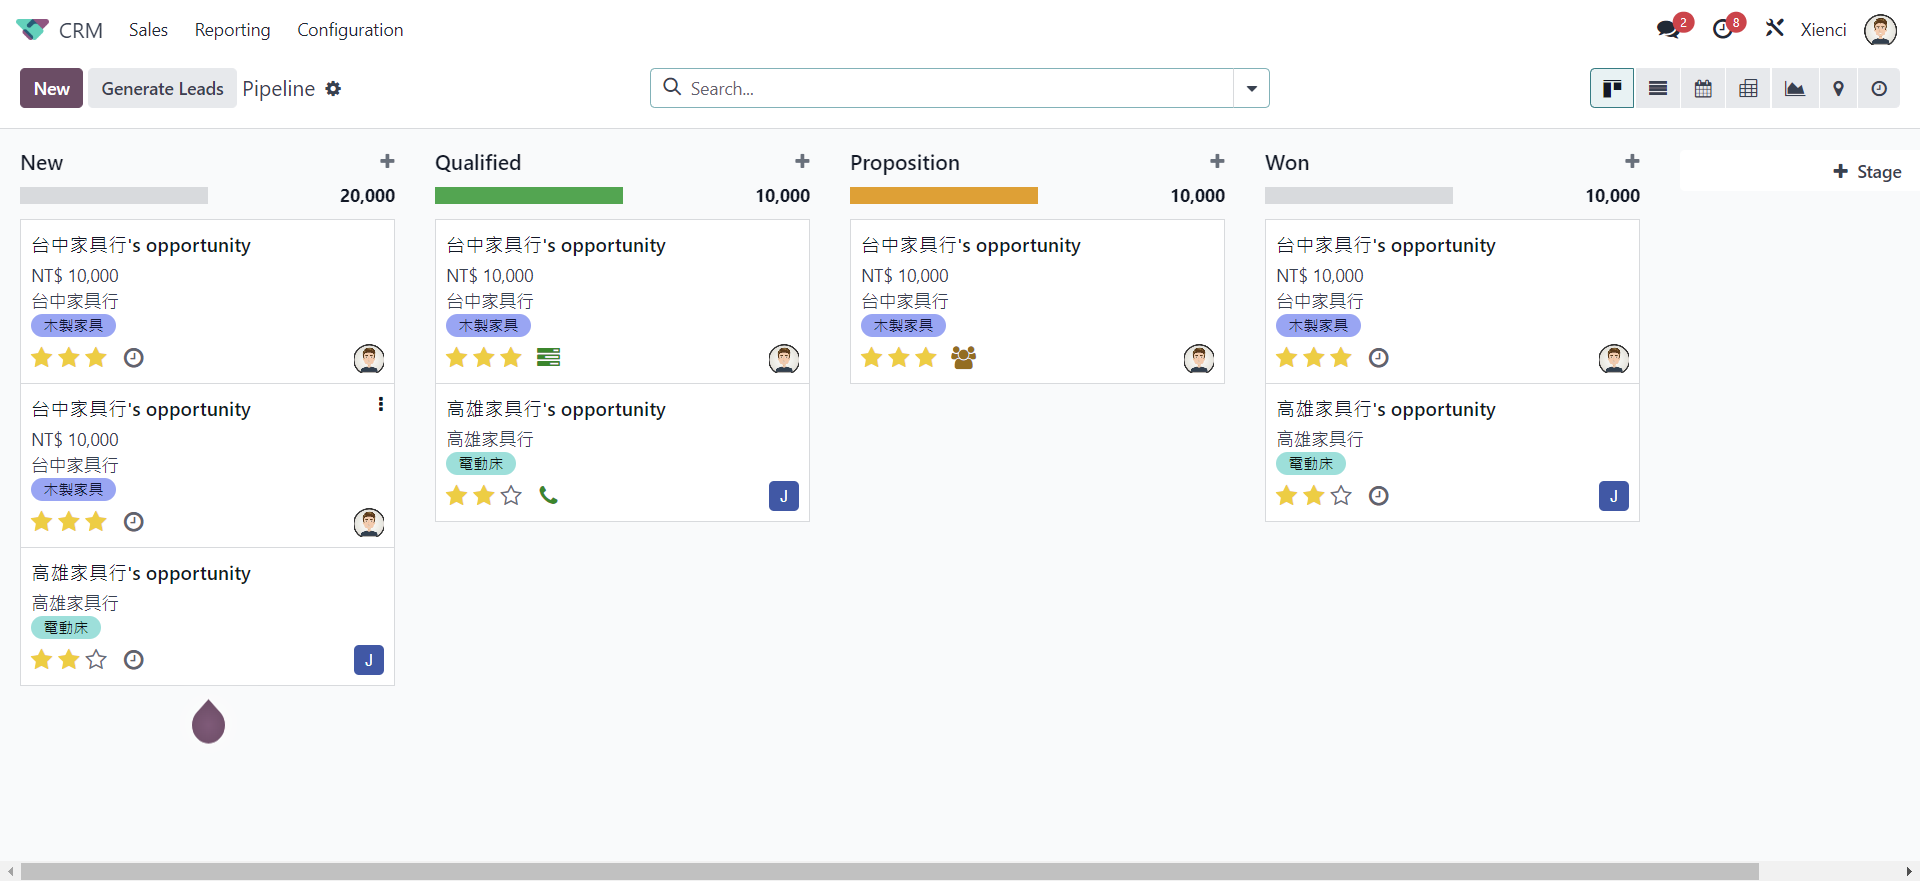 CRM Sales Reporting Configuration 2 8 Xienci
New Generate Leads Pipeline Search...
New
20,000
台中家具行's opportunity
NT$ 10,000
台中家具行
木製家具
台中家具行's opportunity
NT$ 10,000
台中家具行
木製家具
高雄家具行's opportunity
高雄家具行
電動床
J
Qualified
10,000
台中家具行's opportunity
NT$ 10,000
台中家具行
木製家具
高雄家具行's opportunity
高雄家具行
電動床
J
Proposition
10,000
台中家具行's opportunity
NT$ 10,000
台中家具行
木製家具
Won
10,000
台中家具行's opportunity
NT$ 10,000
台中家具行
木製家具
高雄家具行's opportunity
高雄家具行
電動床
J
Stage